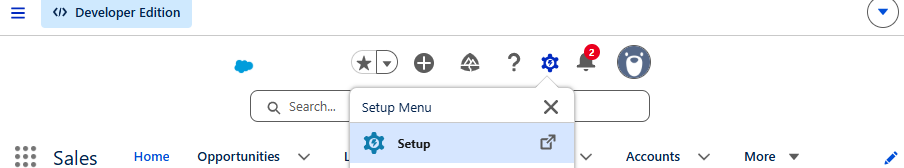 Developer Edition
2
Search...
Setup Menu
Setup
Sales Home Opportunities L Accounts More